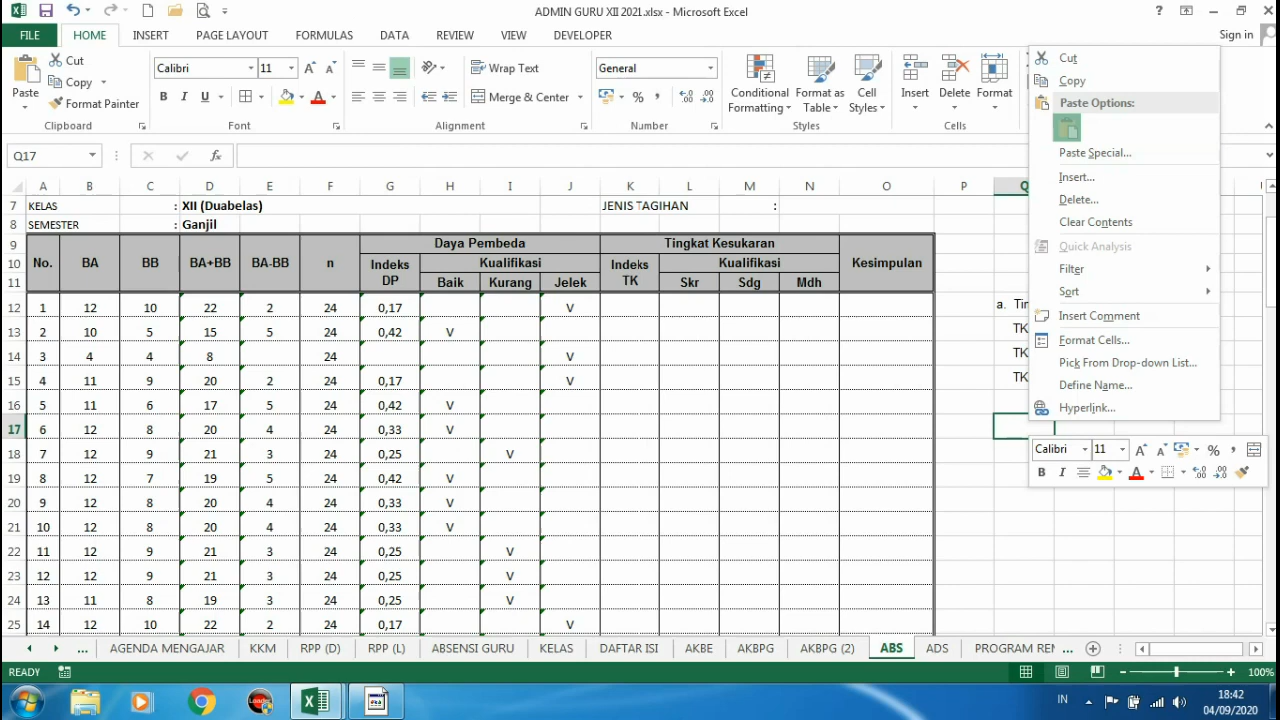 ADMIN GURU XII 2021.xlsx - Microsoft Excel
?
FILE HOME INSERT PAGE LAYOUT FORMULAS DATA REVIEW VIEW DEVELOPER Sign in
Paste
Cut
Copy
Format Painter
Calibri 11
B I U
Wrap Text
Merge & Center
General
%
Conditional Formatting
Format as Table
Cell Styles
Insert
Delete
Format
Clipboard Font Alignment Number Styles Cells
Q17 fx
A B C D E F G H I J K L M N O P Q
7 KELAS : XII (Duabelas) JENIS TAGIHAN :
8 SEMESTER : Ganjil
9 Daya Pembeda Tingkat Kesukaran
10 No. BA BB BA+BB BA-BB n Indeks DP Kualifikasi Indeks TK Kualifikasi Kesimpulan
11 Baik Kurang Jelek Skr Sdg Mdh
12 1 12 10 22 2 24 0,17 V a. Tin
13 2 10 5 15 5 24 0,42 V TK
14 3 4 4 8 24 V TK
15 4 11 9 20 2 24 0,17 V TK
16 5 11 6 17 5 24 0,42 V
17 6 12 8 20 4 24 0,33 V
18 7 12 9 21 3 24 0,25 V
19 8 12 7 19 5 24 0,42 V
20 9 12 8 20 4 24 0,33 V
21 10 12 8 20 4 24 0,33 V
22 11 12 9 21 3 24 0,25 V
23 12 12 9 21 3 24 0,25 V
24 13 11 8 19 3 24 0,25 V
25 14 12 10 22 2 24 0,17 V
Cut
Copy
Paste Options:
Paste Special...
Insert...
Delete...
Clear Contents
Quick Analysis
Filter
Sort
Insert Comment
Format Cells...
Pick From Drop-down List...
Define Name...
Hyperlink...
Calibri 11 A A %
B I A
... AGENDA MENGAJAR KKM RPP (D) RPP (L) ABSENSI GURU KELAS DAFTAR ISI AKBE AKBPG AKBPG (2) ABS ADS PROGRAM REN ...
READY 100%
IN 18:42
04/09/2020